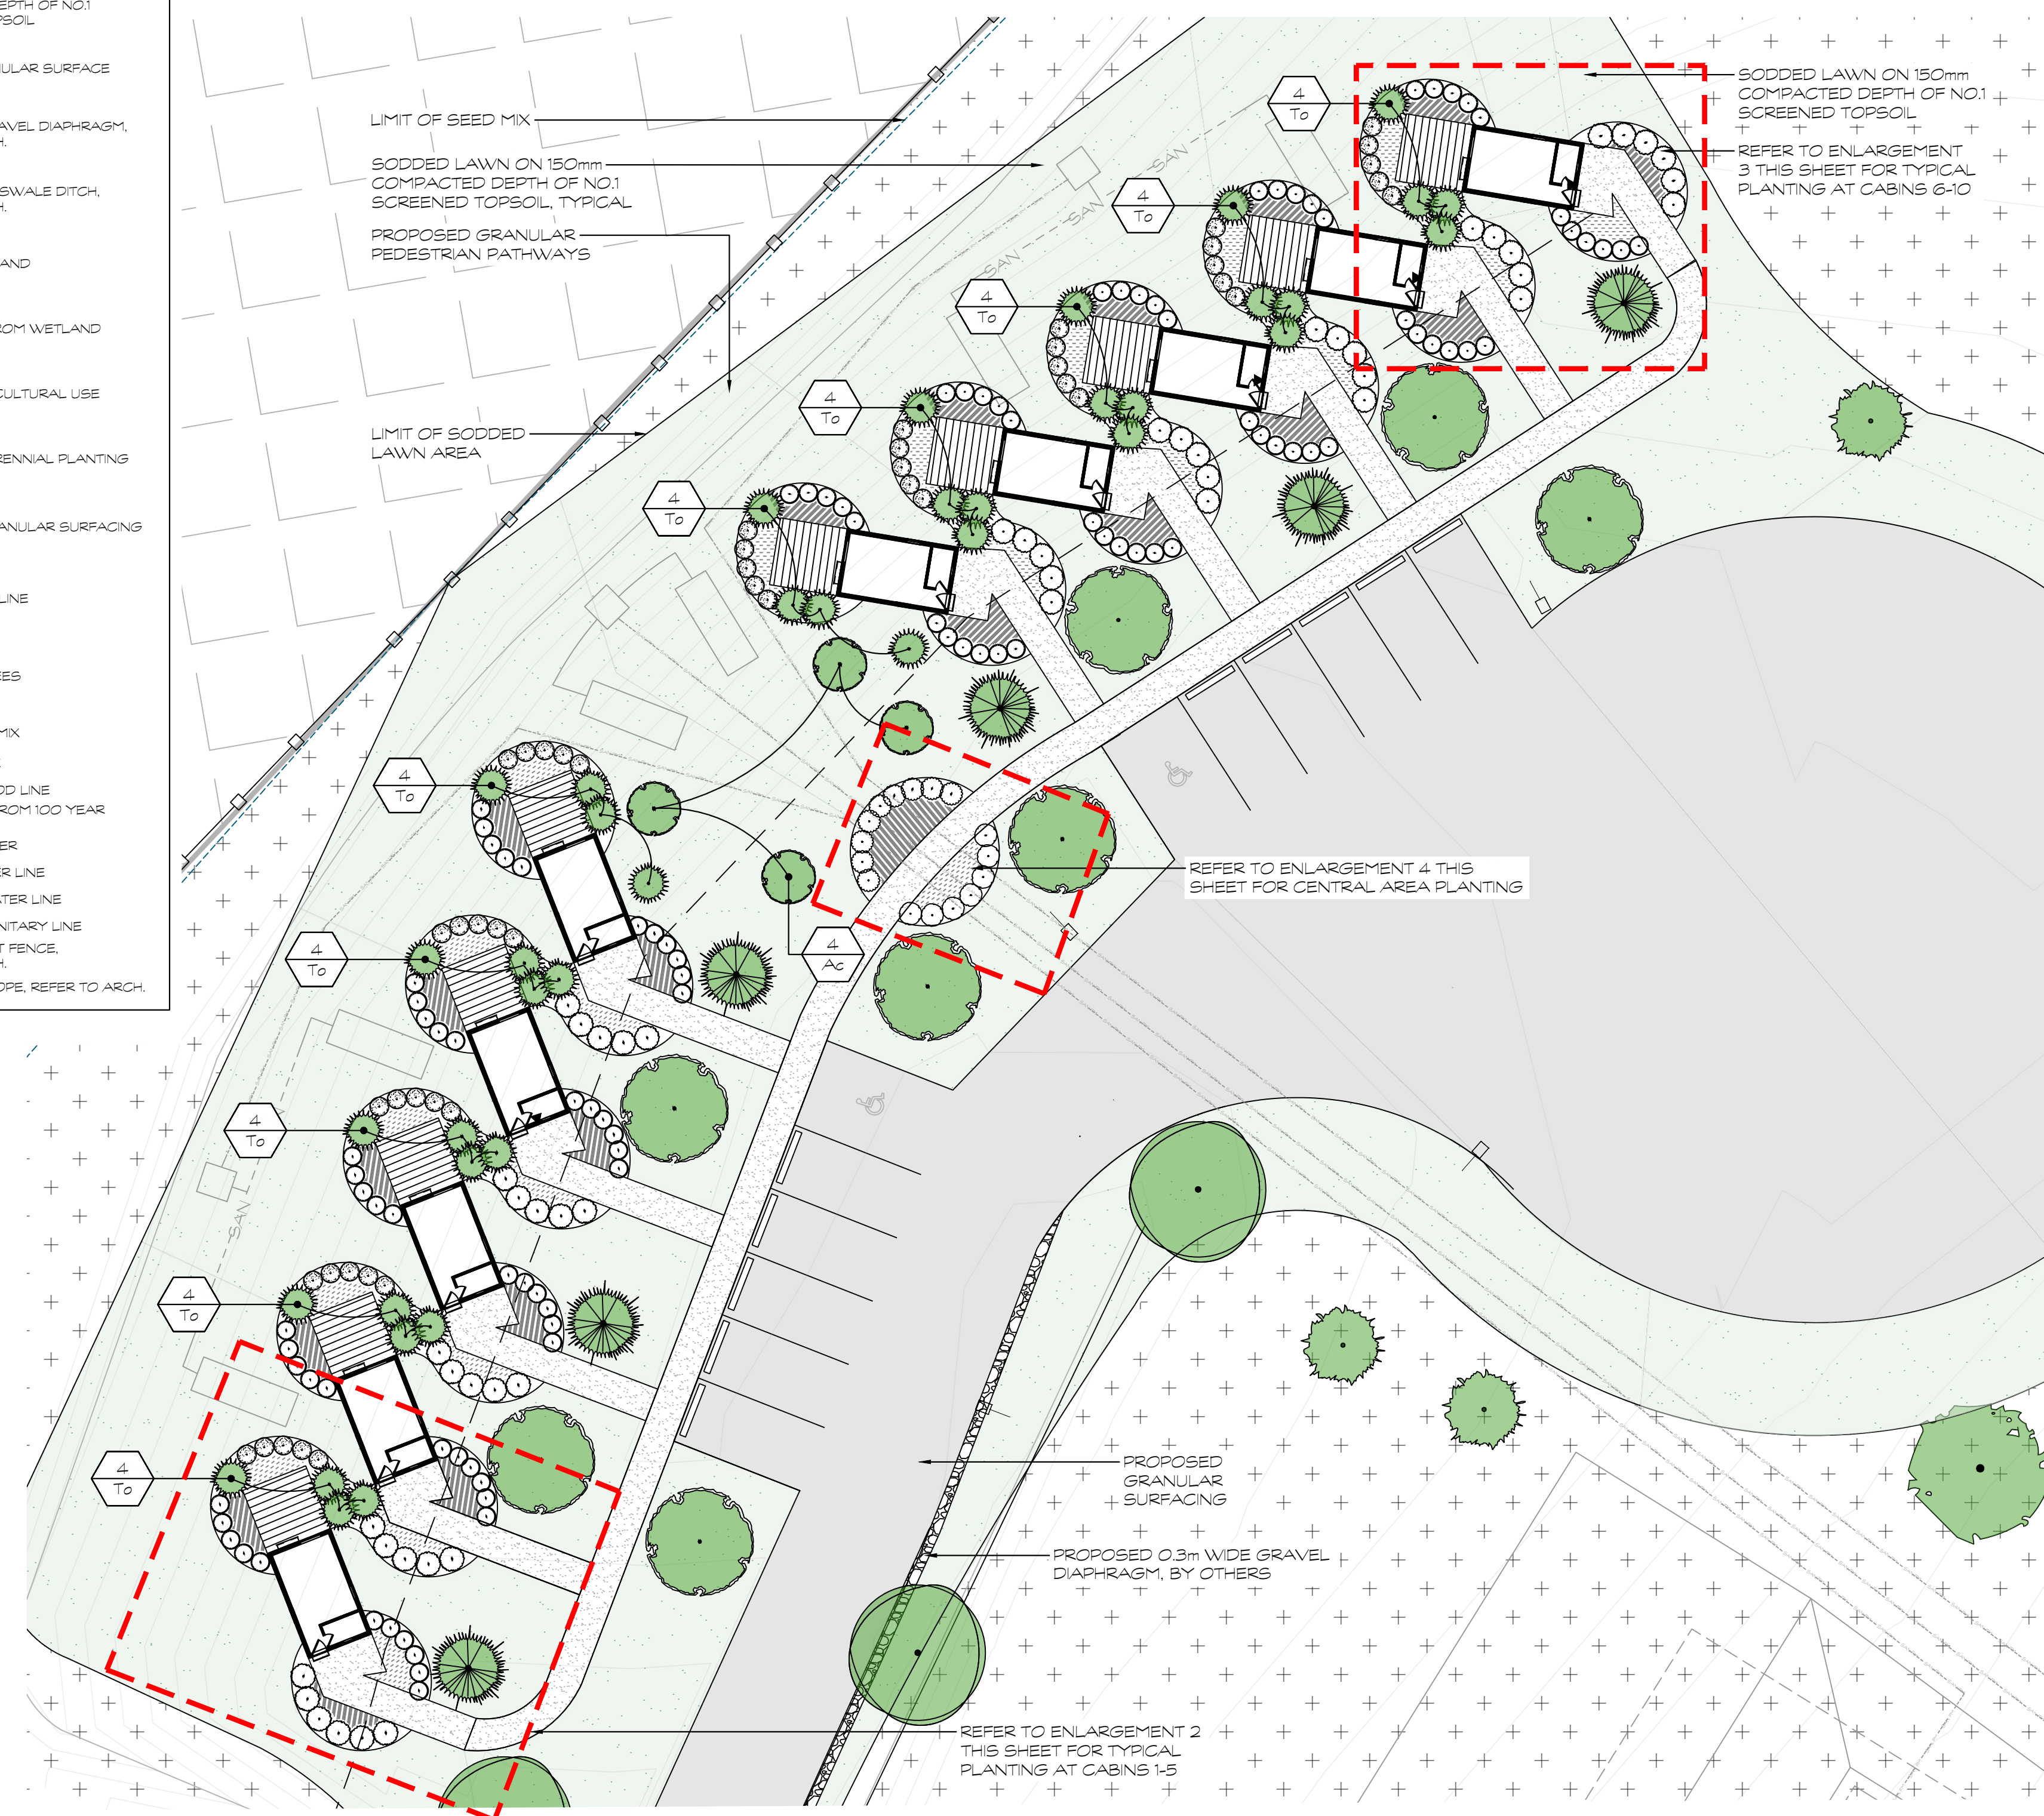 EPTH OF NO.1
PSOIL
ULAR SURFACE
AVEL DIAPHRAGM,
H.
SWALE DITCH,
H.
AND
ROM WETLAND
CULTURAL USE
RENNIAL PLANTING
ANULAR SURFACING
LINE
EES
MIX
OD LINE
ROM 100 YEAR
ER
ER LINE
ATER LINE
NITARY LINE
T FENCE,
H.
OPE, REFER TO ARCH.
LIMIT OF SEED MIX
SODDED LAWN ON 150mm
COMPACTED DEPTH OF NO.1
SCREENED TOPSOIL, TYPICAL
PROPOSED GRANULAR
PEDESTRIAN PATHWAYS
LIMIT OF SODDED
LAWN AREA
SODDED LAWN ON 150mm
COMPACTED DEPTH OF NO.1
SCREENED TOPSOIL
REFER TO ENLARGEMENT
3 THIS SHEET FOR TYPICAL
PLANTING AT CABINS 6-10
4
To
4
To
4
To
4
To
4
To
SAN
SAN
SAN
4
To
4
To
4
To
4
To
4
To
4
Ac
SAN
REFER TO ENLARGEMENT 4 THIS
SHEET FOR CENTRAL AREA PLANTING
PROPOSED
GRANULAR
SURFACING
PROPOSED 0.3m WIDE GRAVEL
DIAPHRAGM, BY OTHERS
REFER TO ENLARGEMENT 2
THIS SHEET FOR TYPICAL
PLANTING AT CABINS 1-5